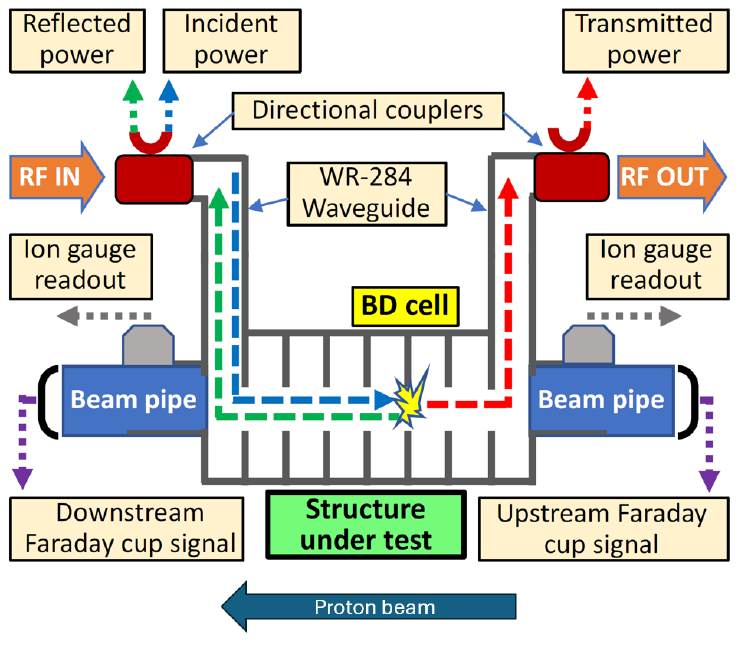 Reflected
power
Incident
power
Transmitted
power
Directional couplers
RF IN
WR-284
Waveguide
RF OUT
Ion gauge
readout
Ion gauge
readout
BD cell
Beam pipe
Beam pipe
Downstream
Faraday cup signal
Structure
under test
Upstream Faraday
cup signal
Proton beam